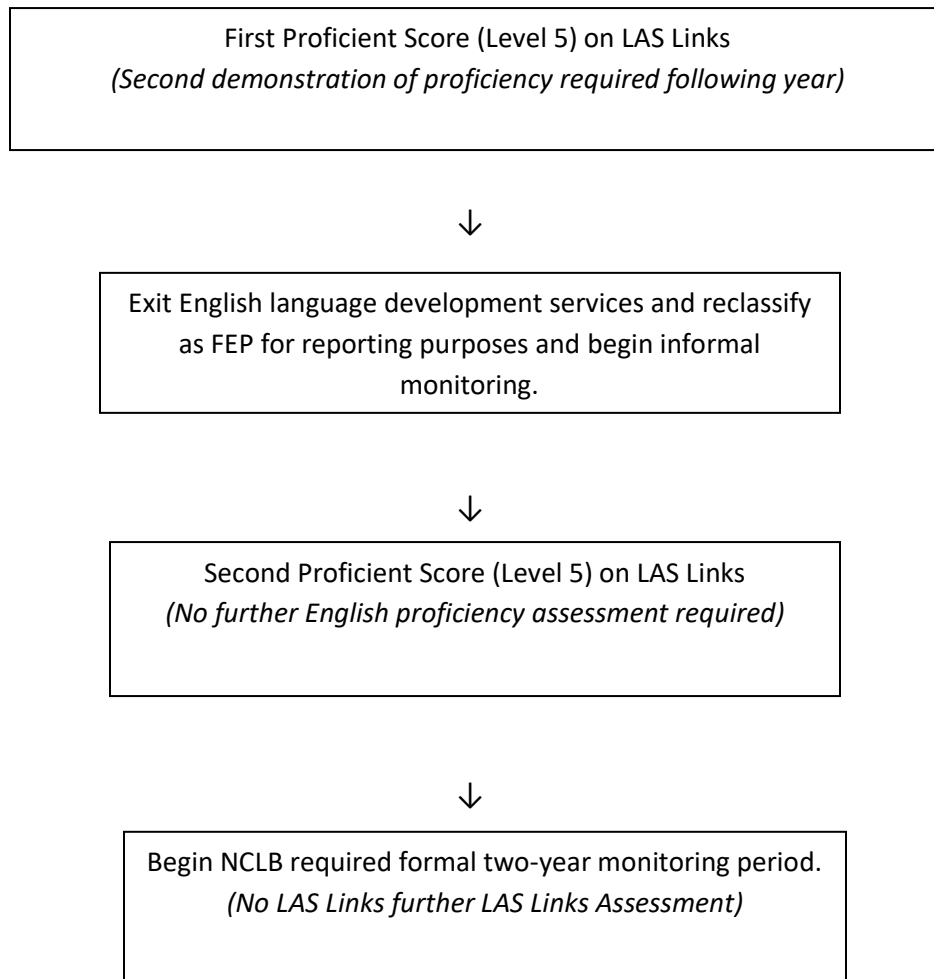 First Proficient Score (Level 5) on LAS Links
(Second demonstration of proficiency required following year)
↓
Exit English language development services and reclassify
as FEP for reporting purposes and begin informal
monitoring.
↓
Second Proficient Score (Level 5) on LAS Links
(No further English proficiency assessment required)
↓
Begin NCLB required formal two-year monitoring period.
(No LAS Links further LAS Links Assessment)